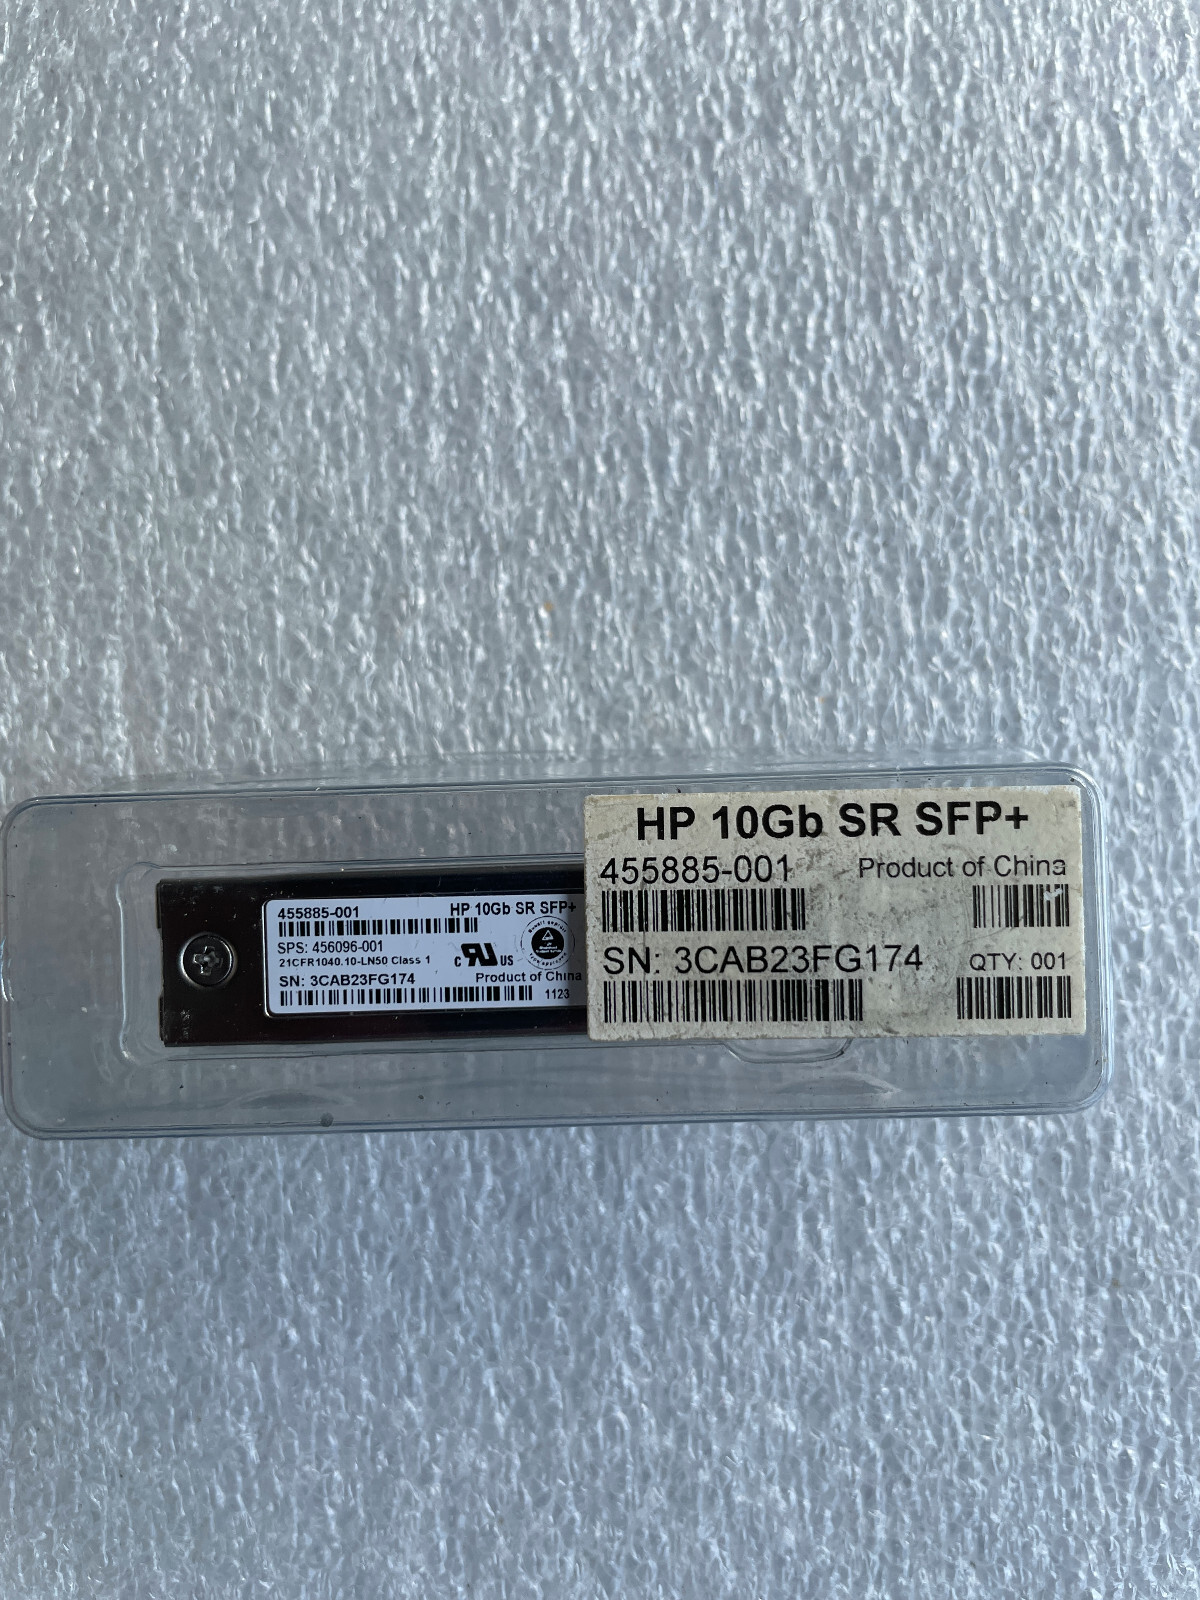 HP 10Gb SR SFP+
455885-001 Product of China
SN: 3CAB23FG174 QTY: 001
455885-001 HP 10Gb SR SFP+
SPS: 456096-001
21CFR1040.10-LN50 Class 1 c US
SN: 3CAB23FG174 Product of China
1123